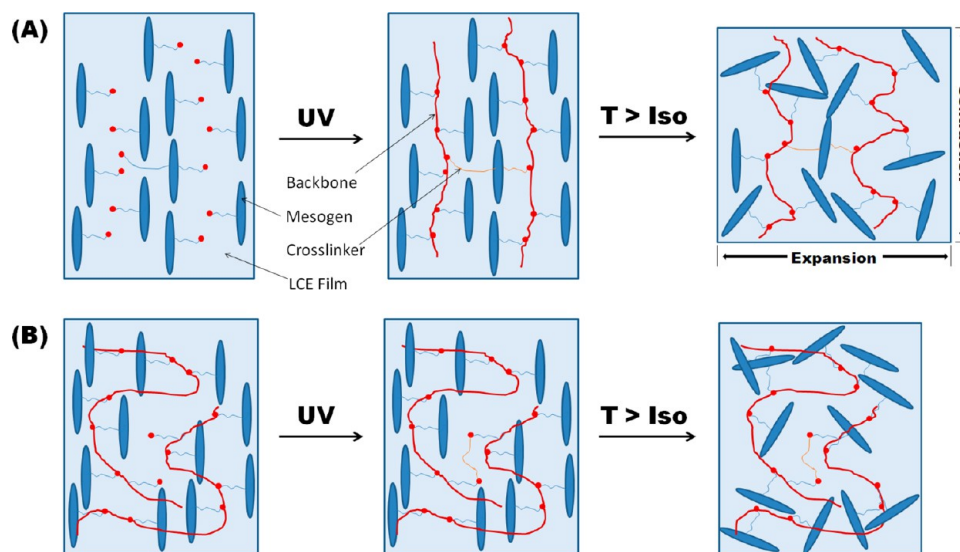 (A)
UV
T > Iso
Backbone
Mesogen
Crosslinker
LCE Film
Expansion
(B)
UV
T > Iso